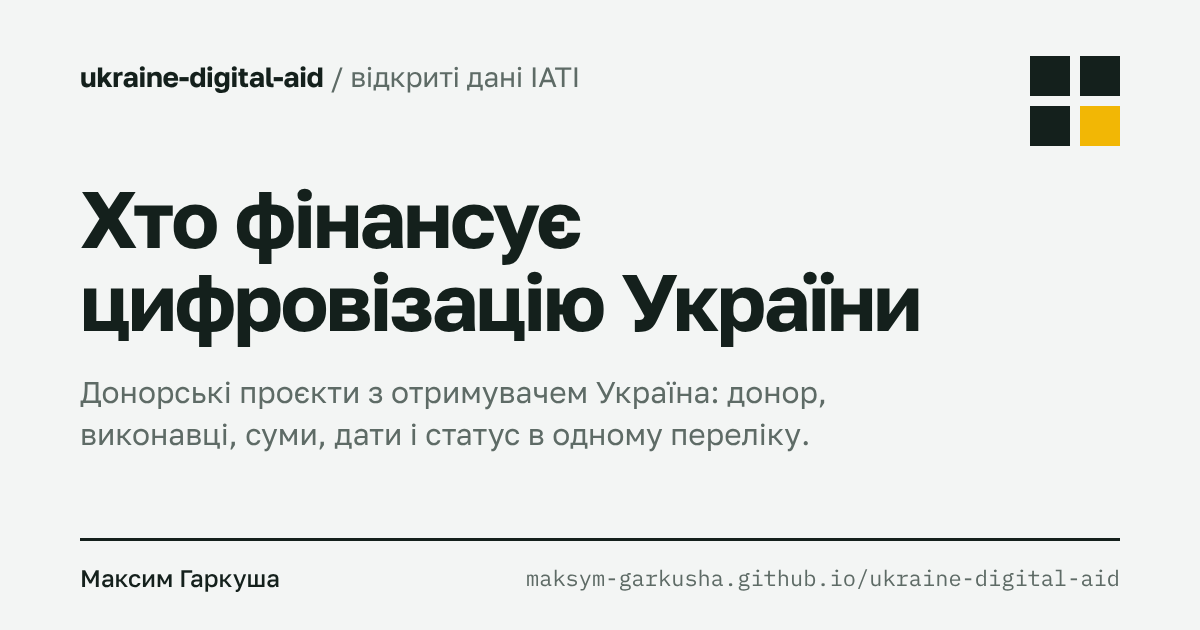 ukraine-digital-aid / відкриті дані IATI
Хто фінансує
цифровізацію України
Донорські проєкти з отримувачем Україна: донор,
виконавці, суми, дати і статус в одному переліку.
Максим Гаркуша
maksym-garkusha.github.io/ukraine-digital-aid